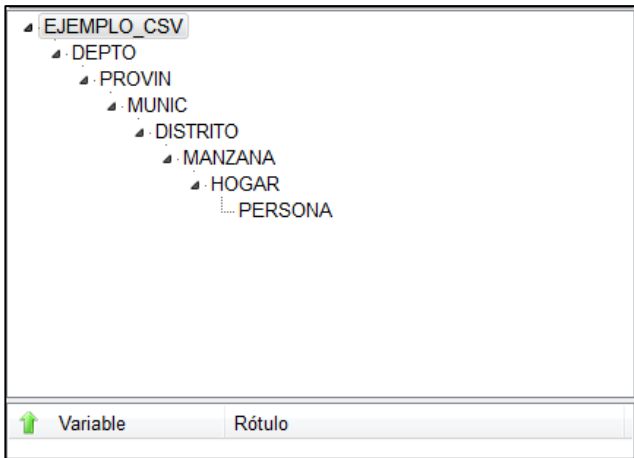 EJEMPLO_CSV
DEPTO
PROVIN
MUNIC
DISTRITO
MANZANA
HOGAR
PERSONA
Variable Rótulo